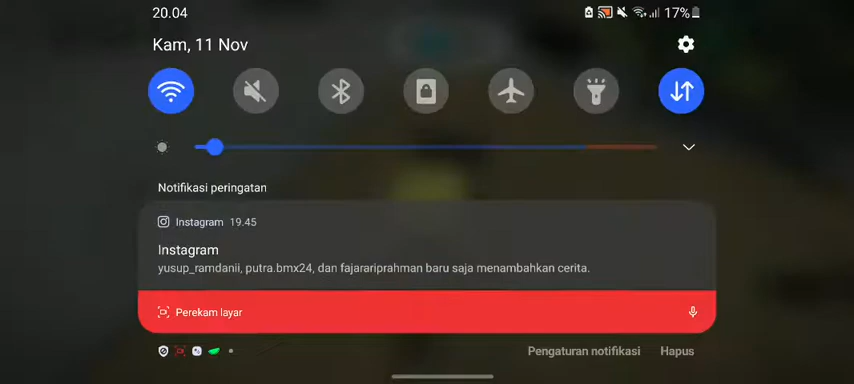 20.04
17%
Kam, 11 Nov
Notifikasi peringatan
Instagram 19.45
Instagram
yusup_ramdanii, putra.bmx24, dan fajarariprahman baru saja menambahkan cerita.
Perekam layar
Pengaturan notifikasi Hapus